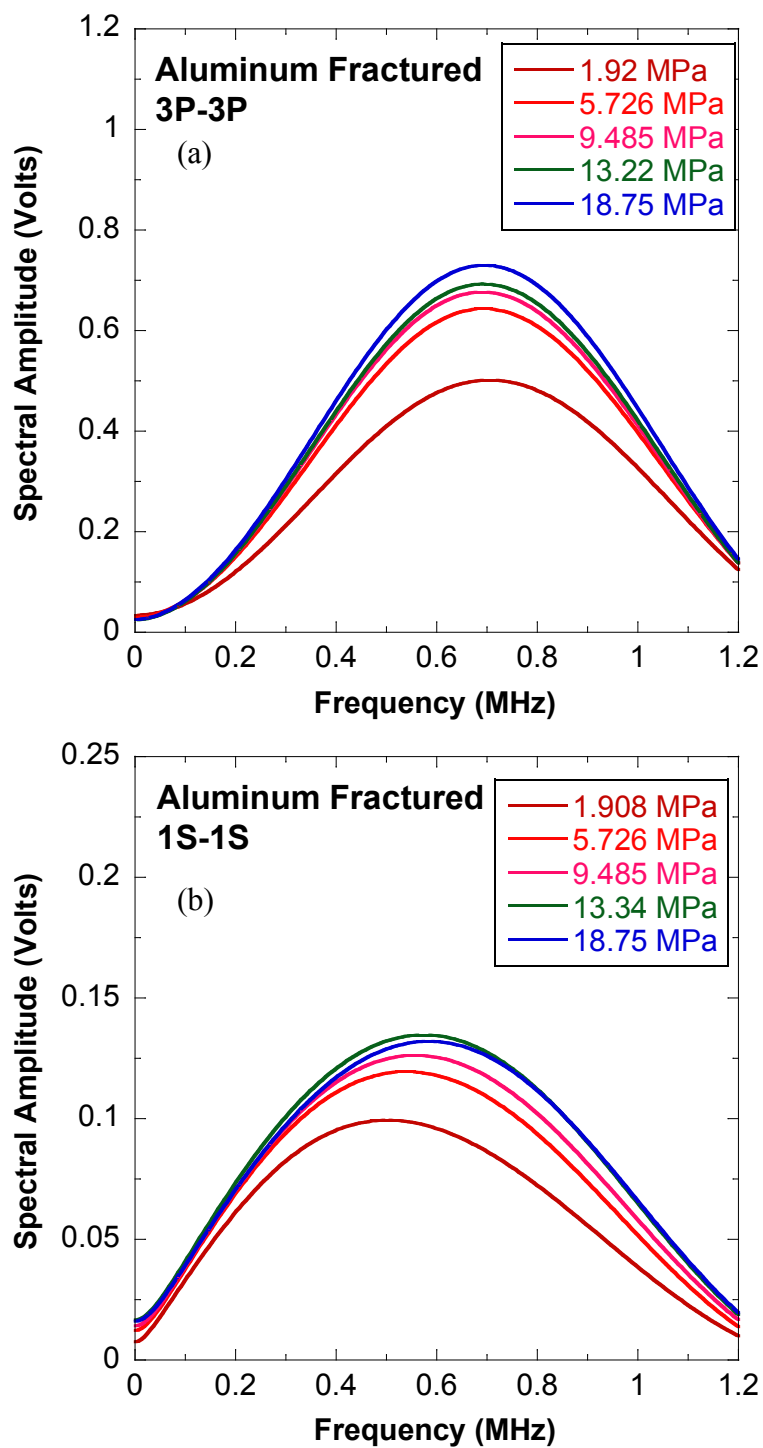 1.2
1
0.8
0.6
0.4
0.2
0
Spectral Amplitude (Volts)
Aluminum Fractured
3P-3P
(a)
1.92 MPa
5.726 MPa
9.485 MPa
13.22 MPa
18.75 MPa
0 0.2 0.4 0.6 0.8 1 1.2
Frequency (MHz)
0.25
0.2
0.15
0.1
0.05
0
Spectral Amplitude (Volts)
Aluminum Fractured
1S-1S
(b)
1.908 MPa
5.726 MPa
9.485 MPa
13.34 MPa
18.75 MPa
0 0.2 0.4 0.6 0.8 1 1.2
Frequency (MHz)